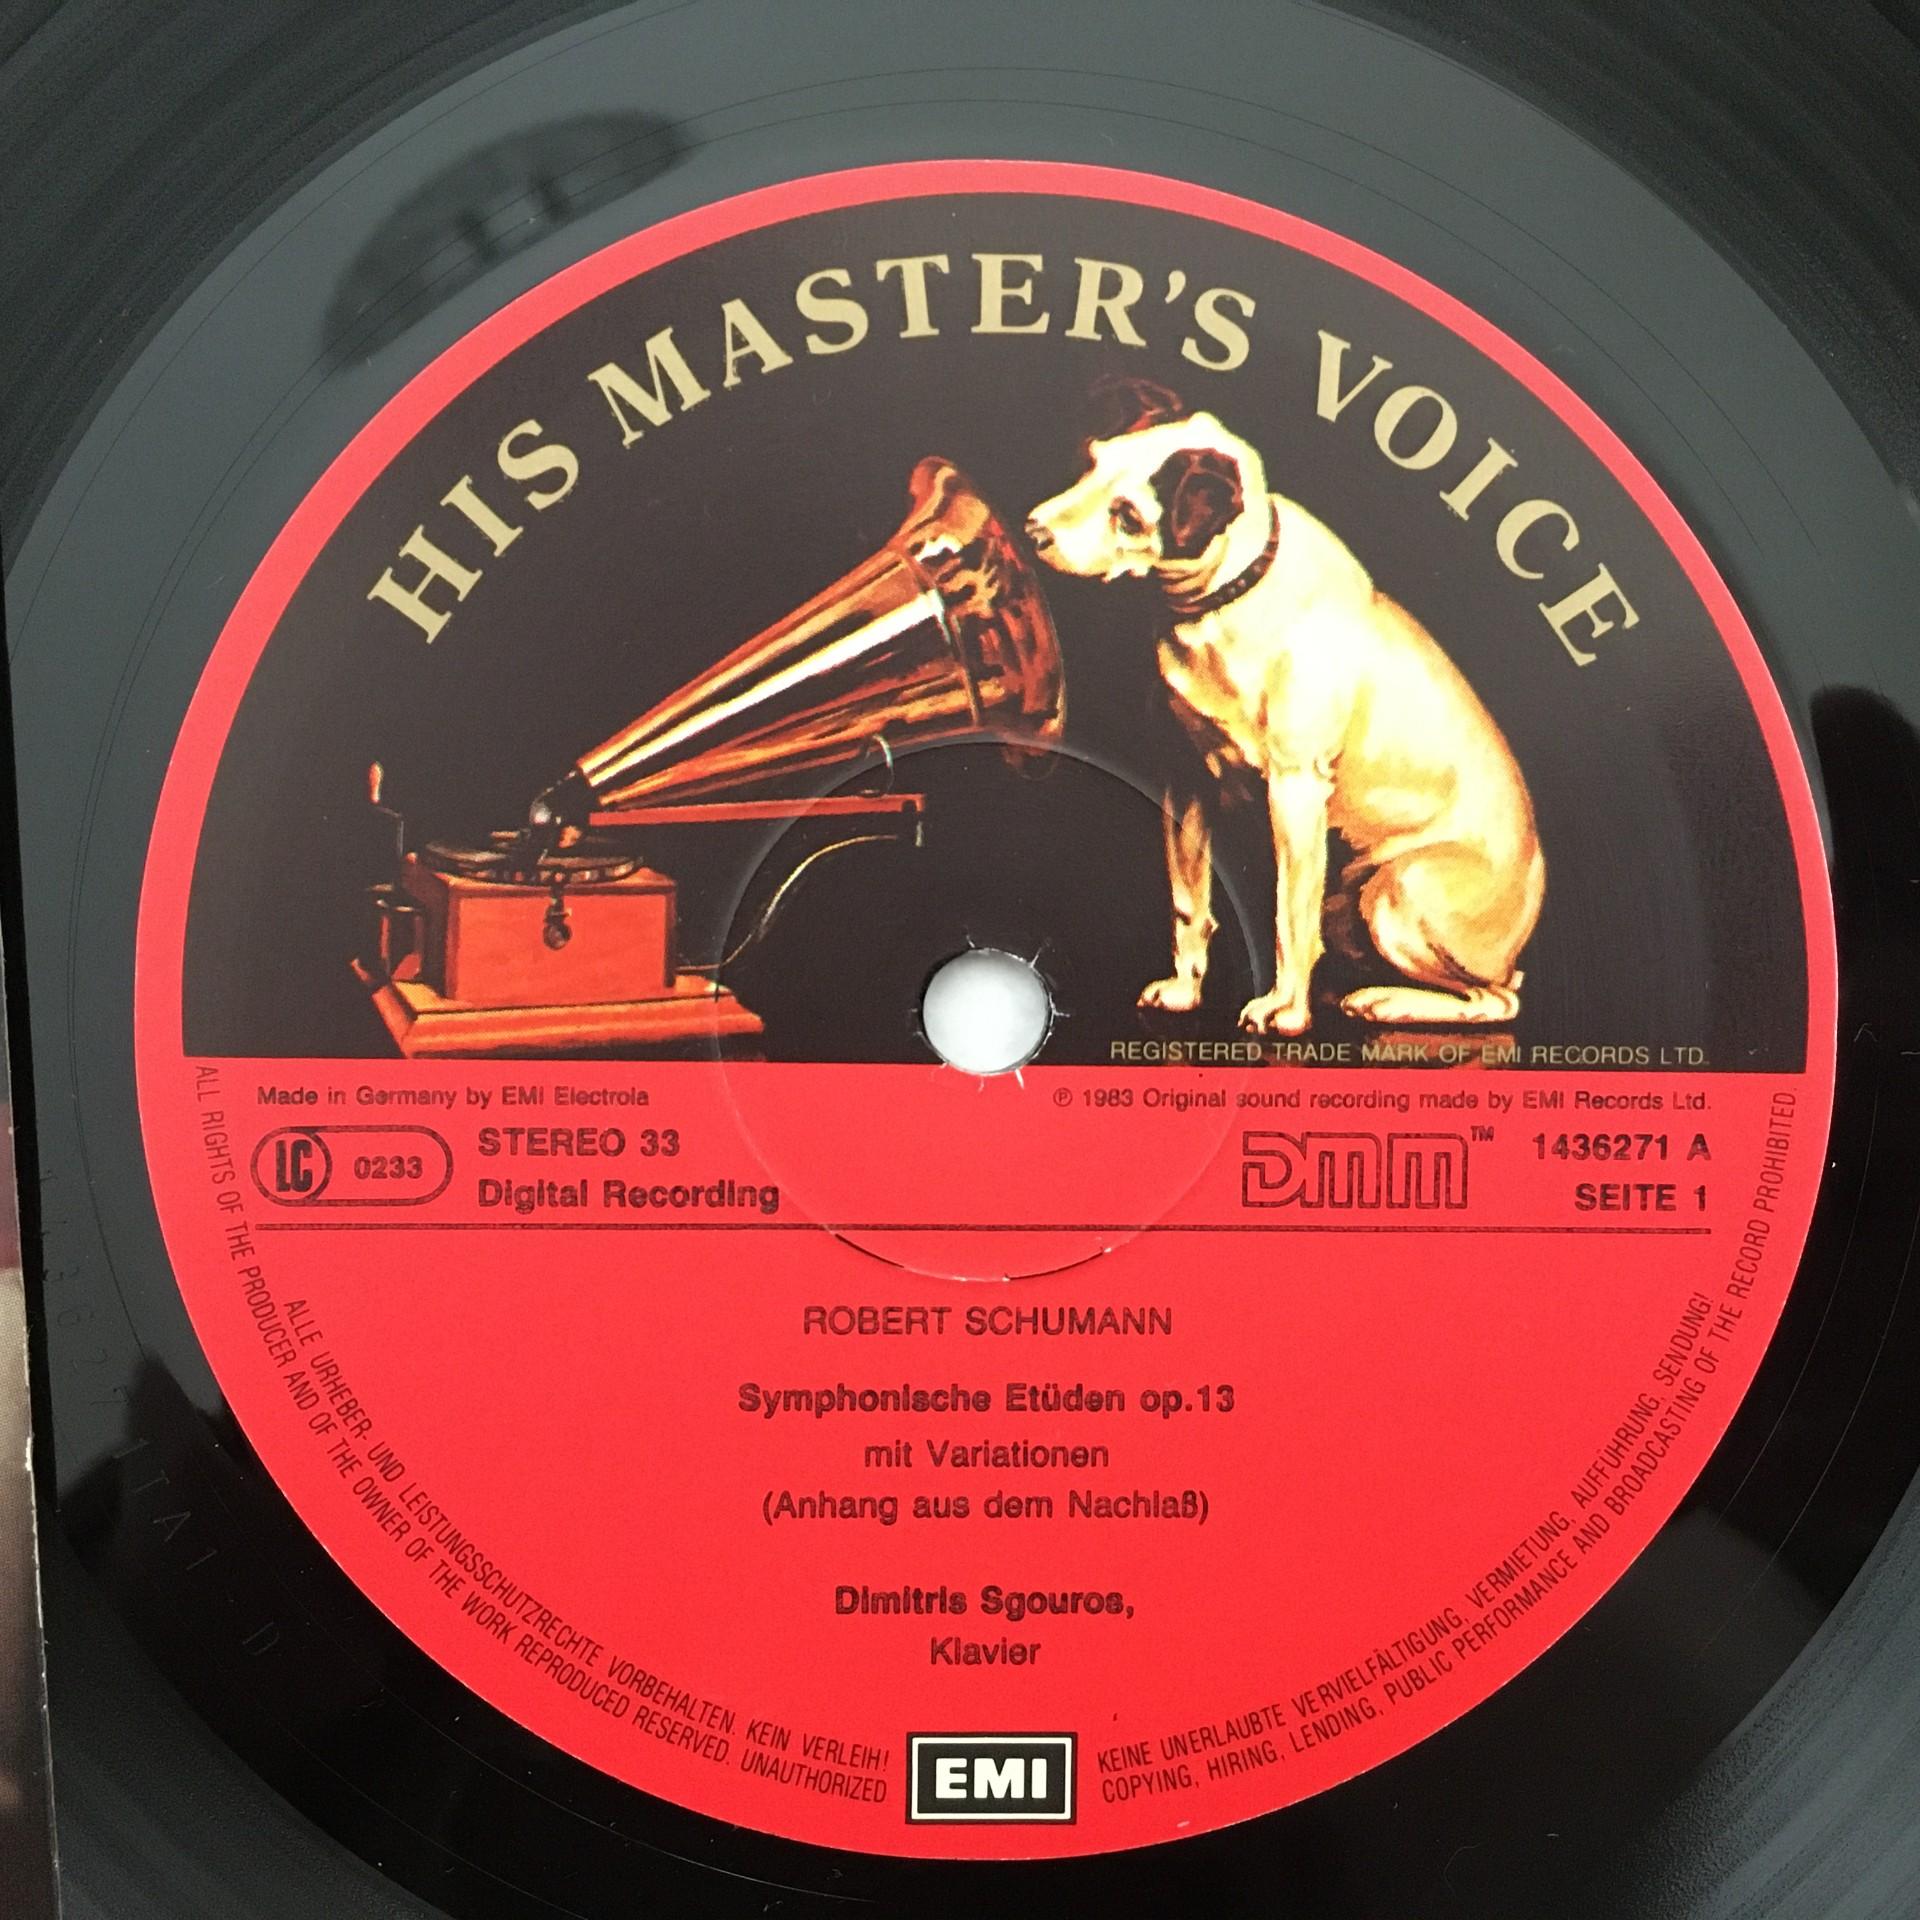 HIS MASTER'S VOICE
REGISTERED TRADE MARK OF EMI RECORDS LTD.
Made in Germany by EMI Electrola
℗ 1983 Original sound recording made by EMI Records Ltd.
LC 0233
STEREO 33
Digital Recording
DMM™
1436271 A
SEITE 1
ROBERT SCHUMANN
Symphonische Etüden op.13
mit Variationen
(Anhang aus dem Nachlaß)
Dimitris Sgouros,
Klavier
EMI
ALLE URHEBER- UND LEISTUNGSSCHUTZRECHTE VORBEHALTEN. KEIN VERLEIH!
KEINE UNERLAUBTE VERVIELFÄLTIGUNG, VERMIETUNG, AUFFÜHRUNG, SENDUNG!
ALL RIGHTS OF THE PRODUCER AND OF THE OWNER OF THE WORK REPRODUCED RESERVED. UNAUTHORIZED
COPYING, HIRING, LENDING, PUBLIC PERFORMANCE AND BROADCASTING OF THE RECORD PROHIBITED.